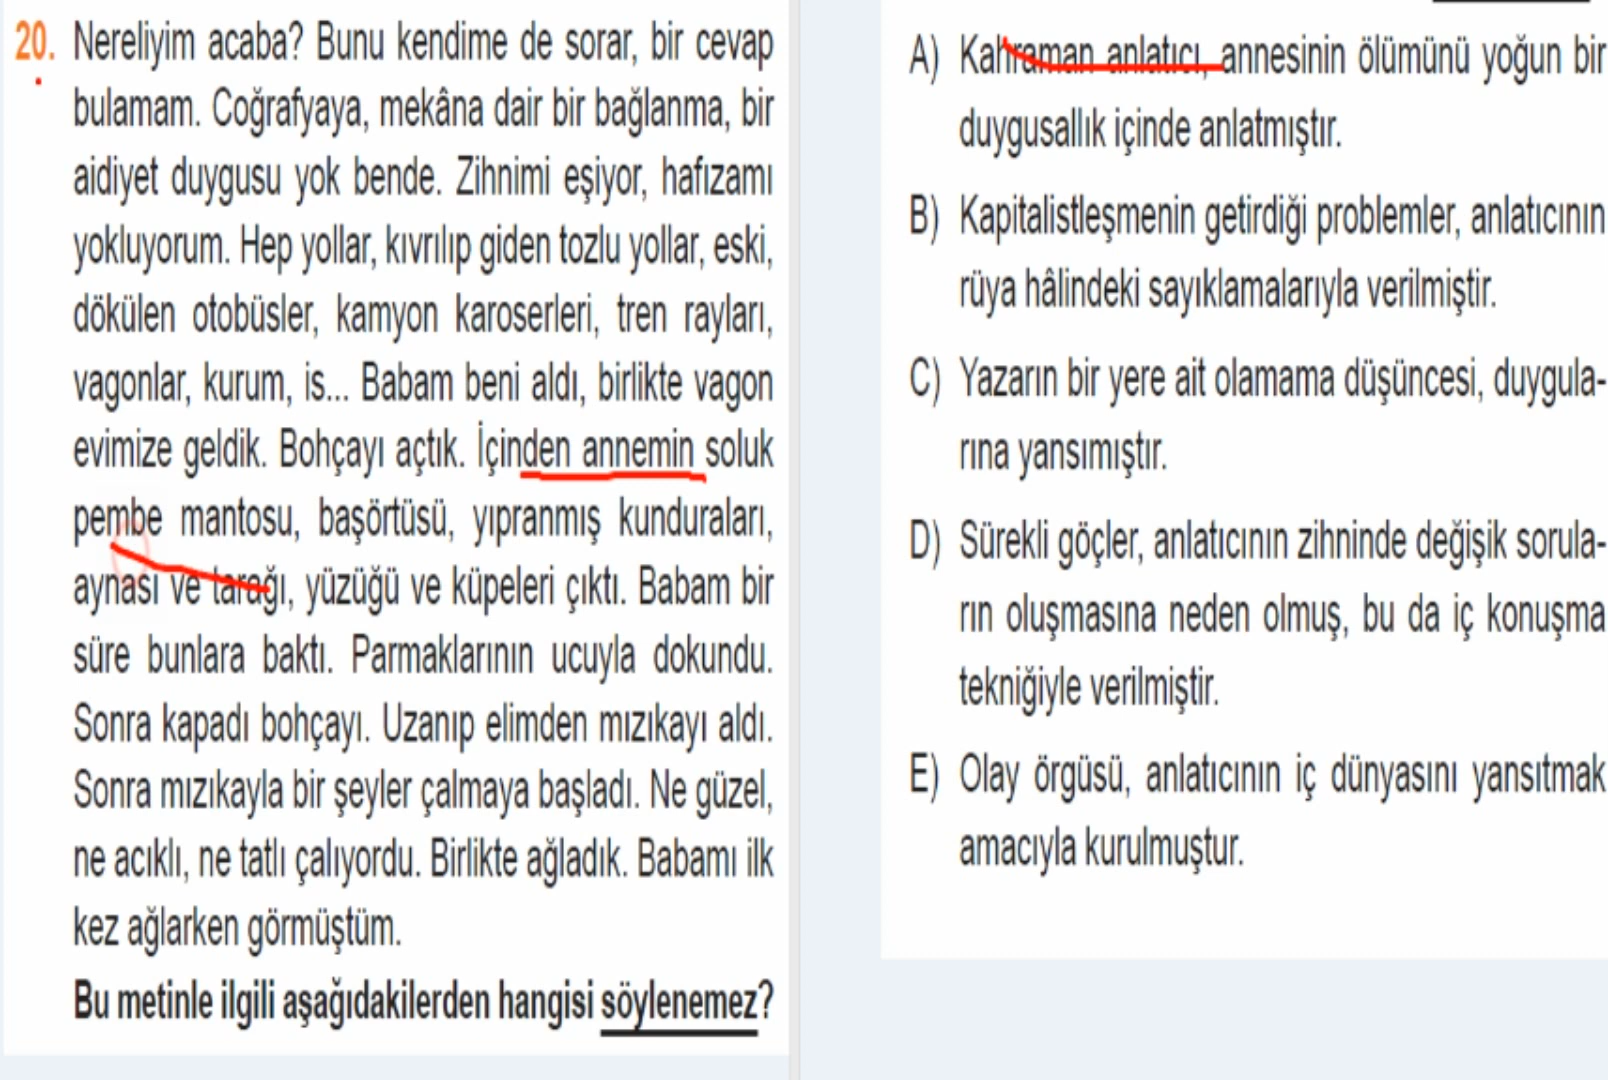 20. Nereliyim acaba? Bunu kendime de sorar, bir cevap
bulamam. Coğrafyaya, mekâna dair bir bağlanma, bir
aidiyet duygusu yok bende. Zihnimi eşiyor, hafızamı
yokluyorum. Hep yollar, kıvrılıp giden tozlu yollar, eski,
dökülen otobüsler, kamyon karoserleri, tren rayları,
vagonlar, kurum, is... Babam beni aldı, birlikte vagon
evimize geldik. Bohçayı açtık. İçinden annemin soluk
pembe mantosu, başörtüsü, yıpranmış kunduraları,
aynası ve tarağı, yüzüğü ve küpeleri çıktı. Babam bir
süre bunlara baktı. Parmaklarının ucuyla dokundu.
Sonra kapadı bohçayı. Uzanıp elimden mızıkayı aldı.
Sonra mızıkayla bir şeyler çalmaya başladı. Ne güzel,
ne acıklı, ne tatlı çalıyordu. Birlikte ağladık. Babamı ilk
kez ağlarken görmüştüm.
Bu metinle ilgili aşağıdakilerden hangisi söylenemez?
A) Kahraman anlatıcı, annesinin ölümünü yoğun bir
duygusallık içinde anlatmıştır.
B) Kapitalistleşmenin getirdiği problemler, anlatıcının
rüya hâlindeki sayıklamalarıyla verilmiştir.
C) Yazarın bir yere ait olamama düşüncesi, duygula-
rına yansımıştır.
D) Sürekli göçler, anlatıcının zihninde değişik sorula-
rın oluşmasına neden olmuş, bu da iç konuşma
tekniğiyle verilmiştir.
E) Olay örgüsü, anlatıcının iç dünyasını yansıtmak
amacıyla kurulmuştur.